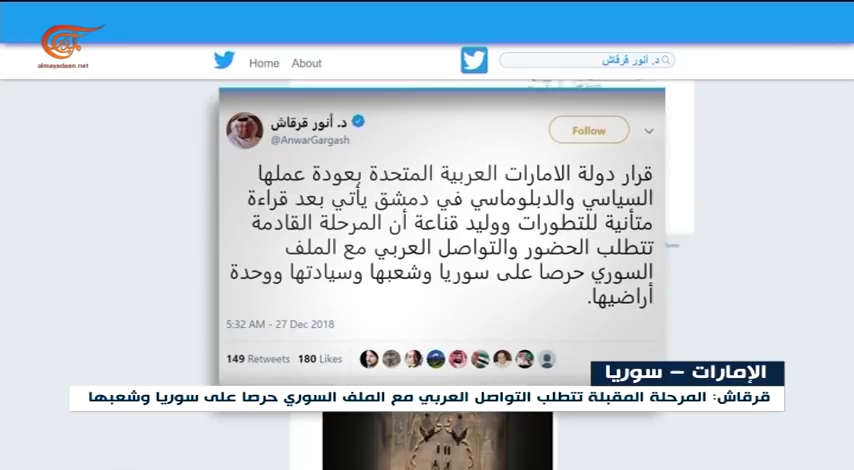 almayadeen.net
Home
About
د. أنور قرقاش
د. أنور قرقاش
@AnwarGargash
Follow
قرار دولة الامارات العربية المتحدة بعودة عملها
السياسي والدبلوماسي في دمشق يأتي بعد قراءة
متأنية للتطورات ووليد قناعة أن المرحلة القادمة
تتطلب الحضور والتواصل العربي مع الملف
السوري حرصا على سوريا وشعبها وسيادتها ووحدة
أراضيها.
5:32 AM - 27 Dec 2018
149 Retweets 180 Likes
الإمارات – سوريا
قرقاش: المرحلة المقبلة تتطلب التواصل العربي مع الملف السوري حرصا على سوريا وشعبها